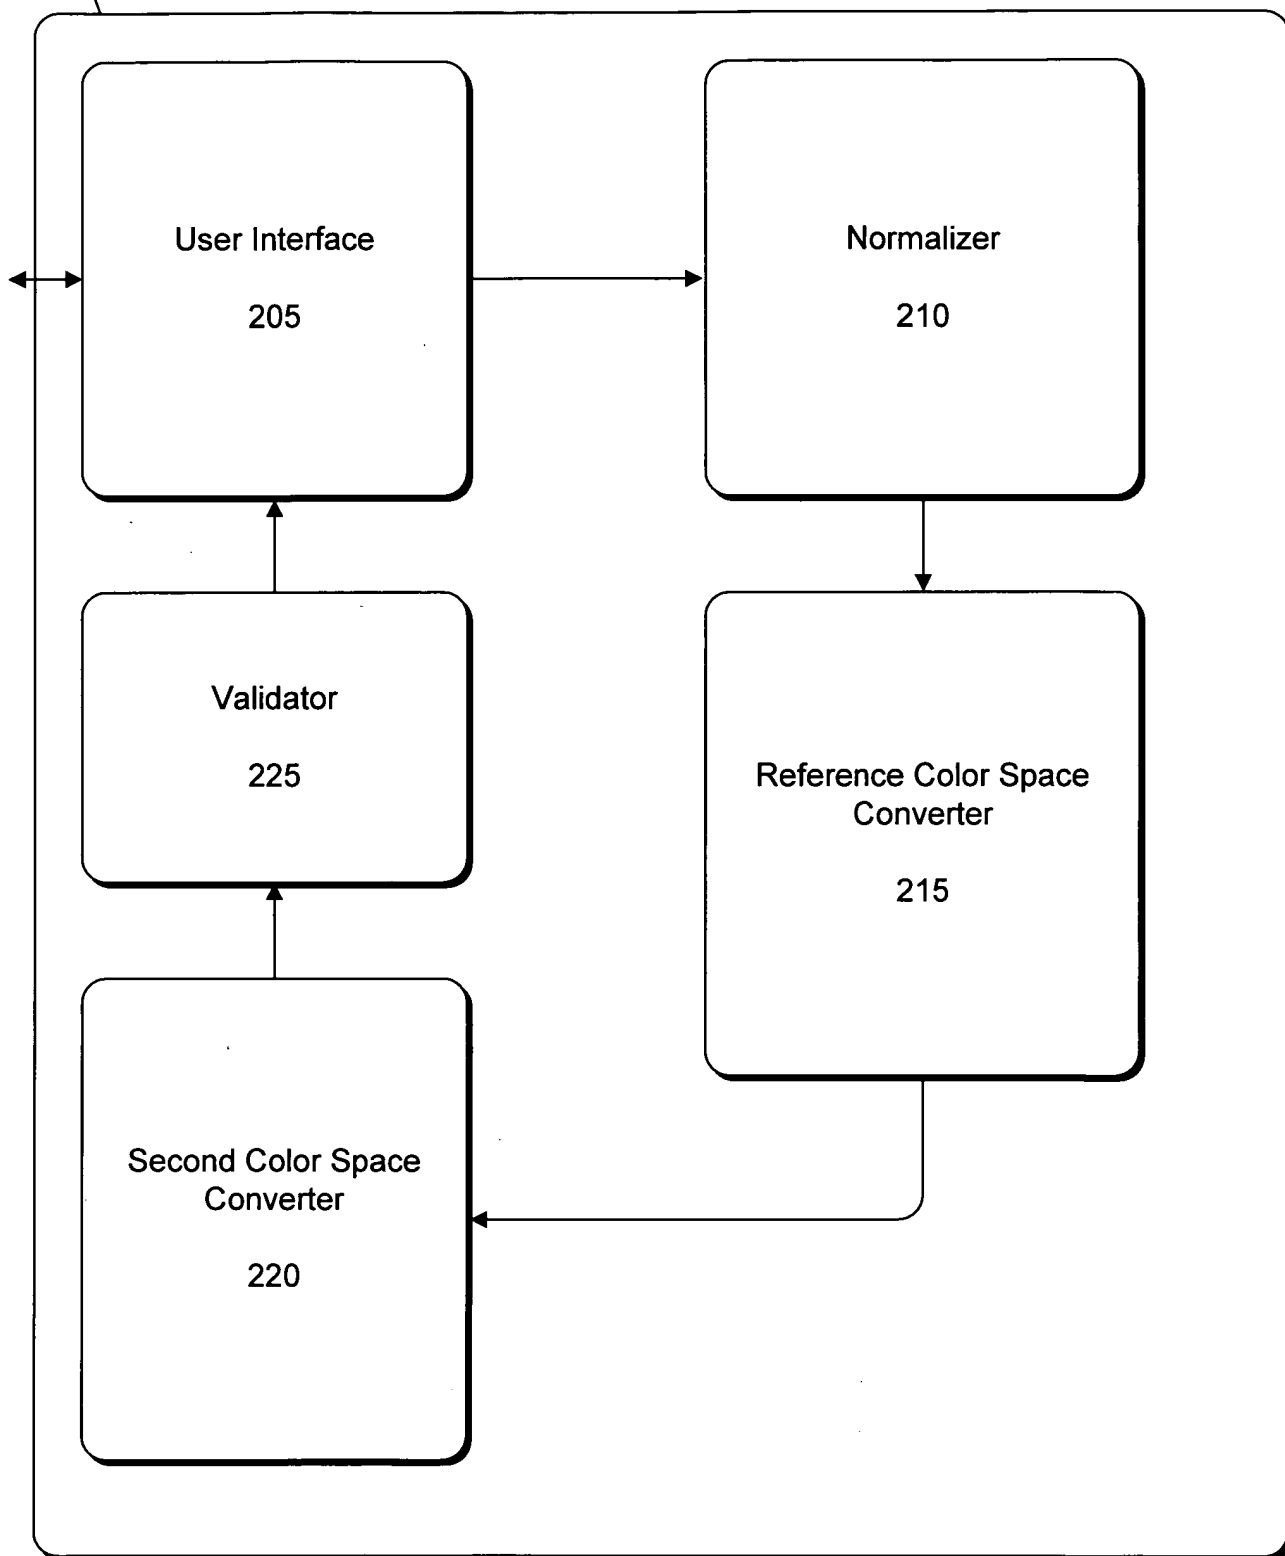 User Interface
205
Normalizer
210
Validator
225
Reference Color Space
Converter
215
Second Color Space
Converter
220